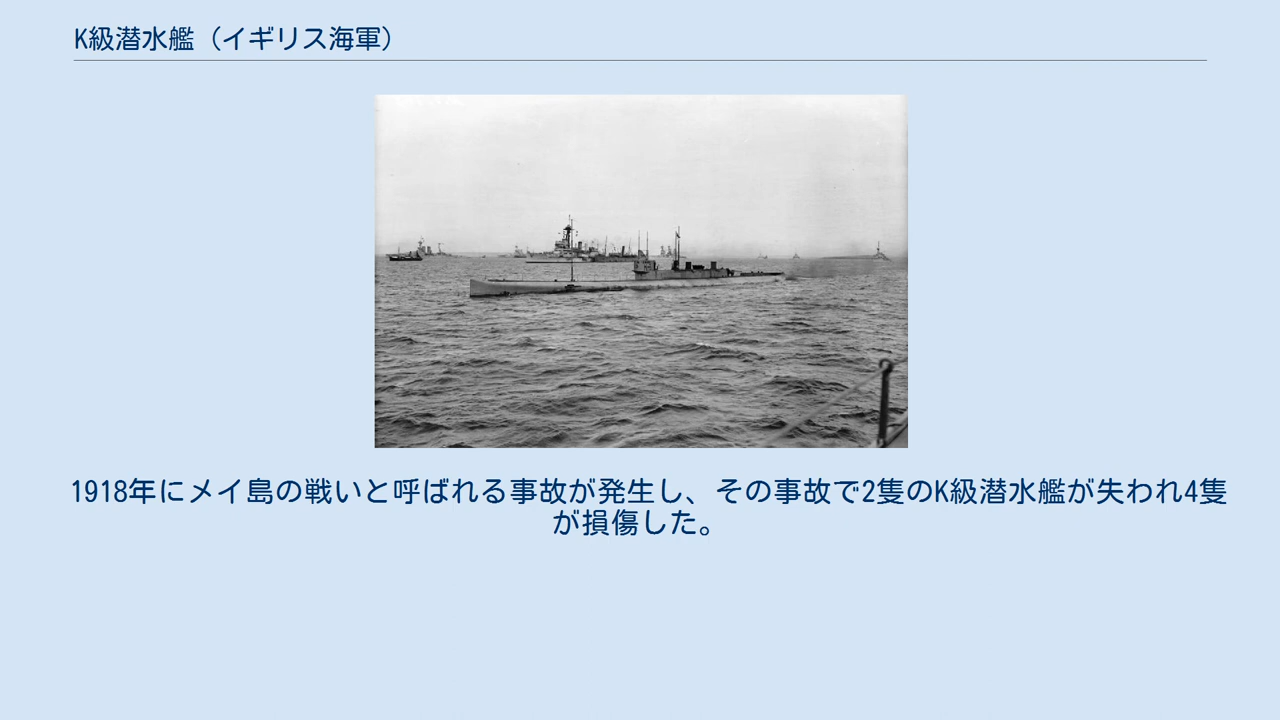 K級潜水艦（イギリス海軍）
1918年にメイ島の戦いと呼ばれる事故が発生し、その事故で2隻のK級潜水艦が失われ4隻
が損傷した。